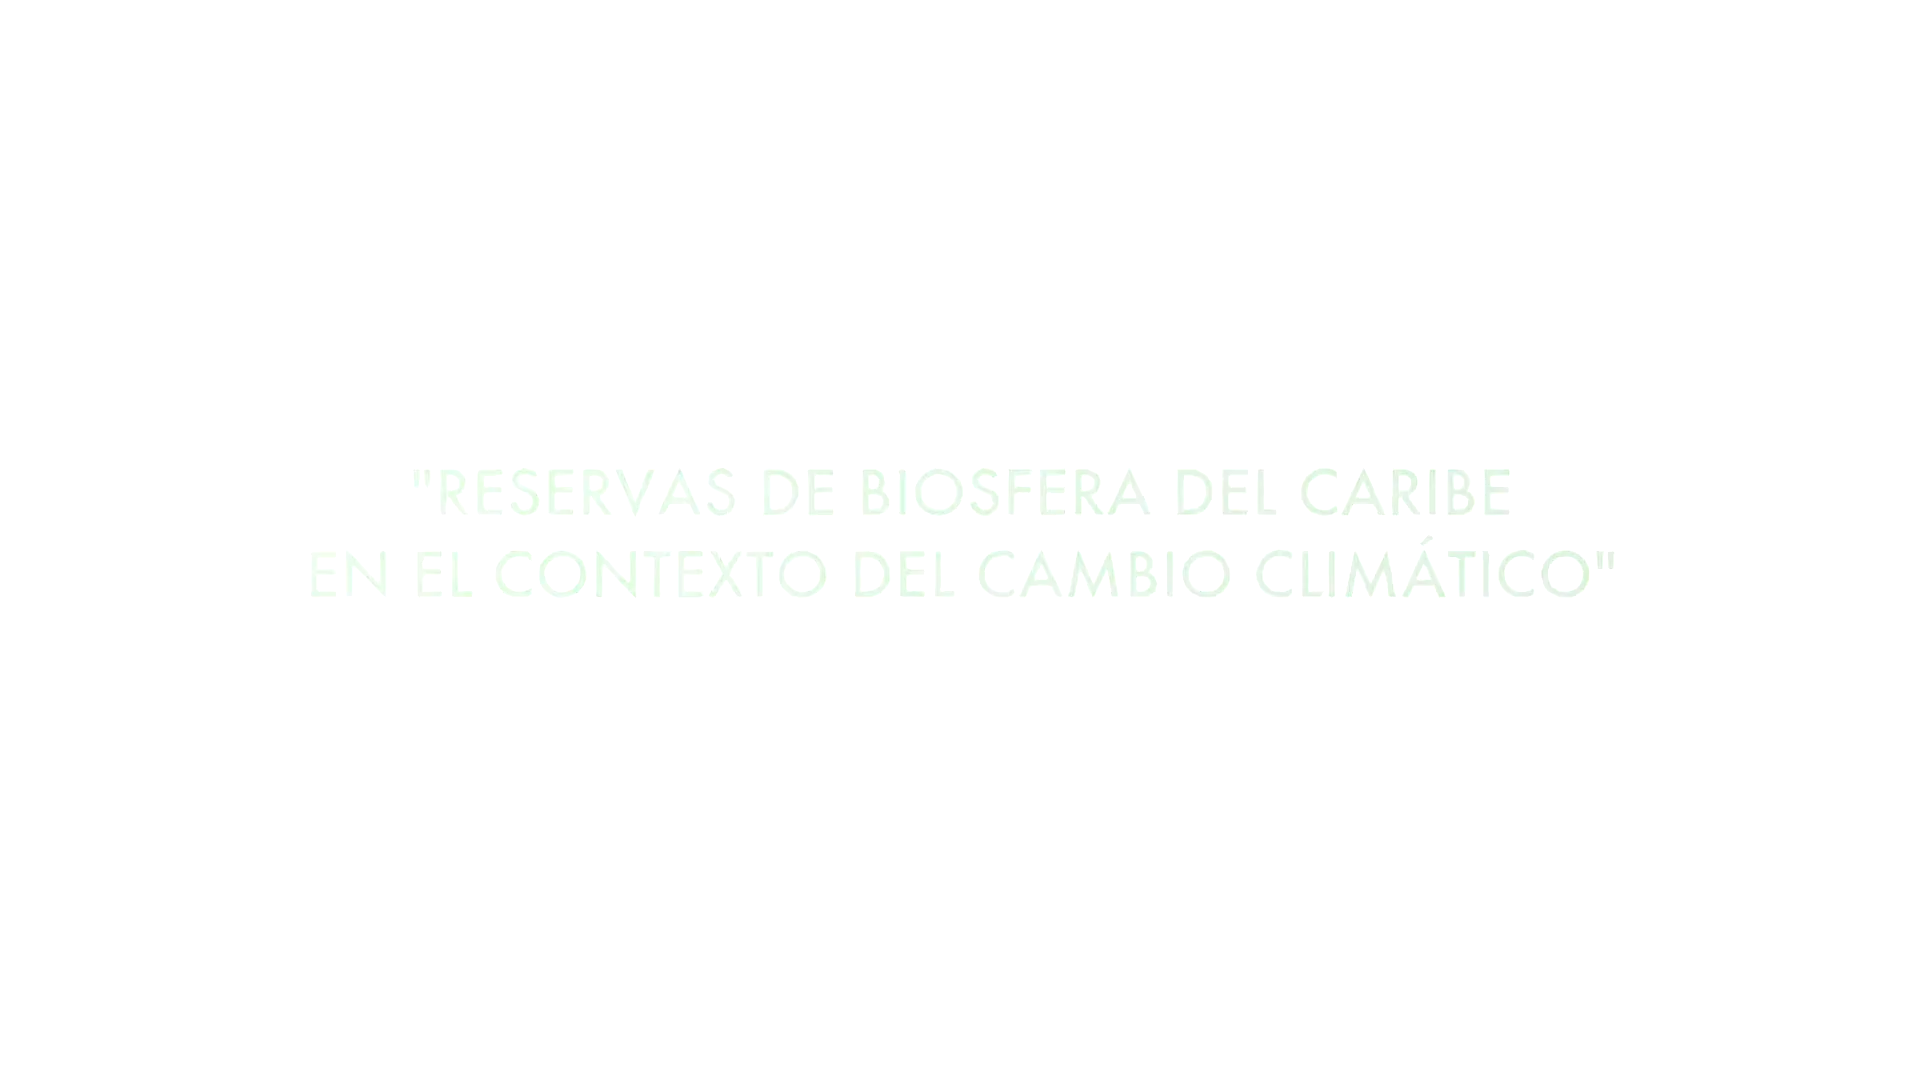 "RESERVAS DE BIOSFERA DEL CARIBE
EN EL CONTEXTO DEL CAMBIO CLIMÁTICO"